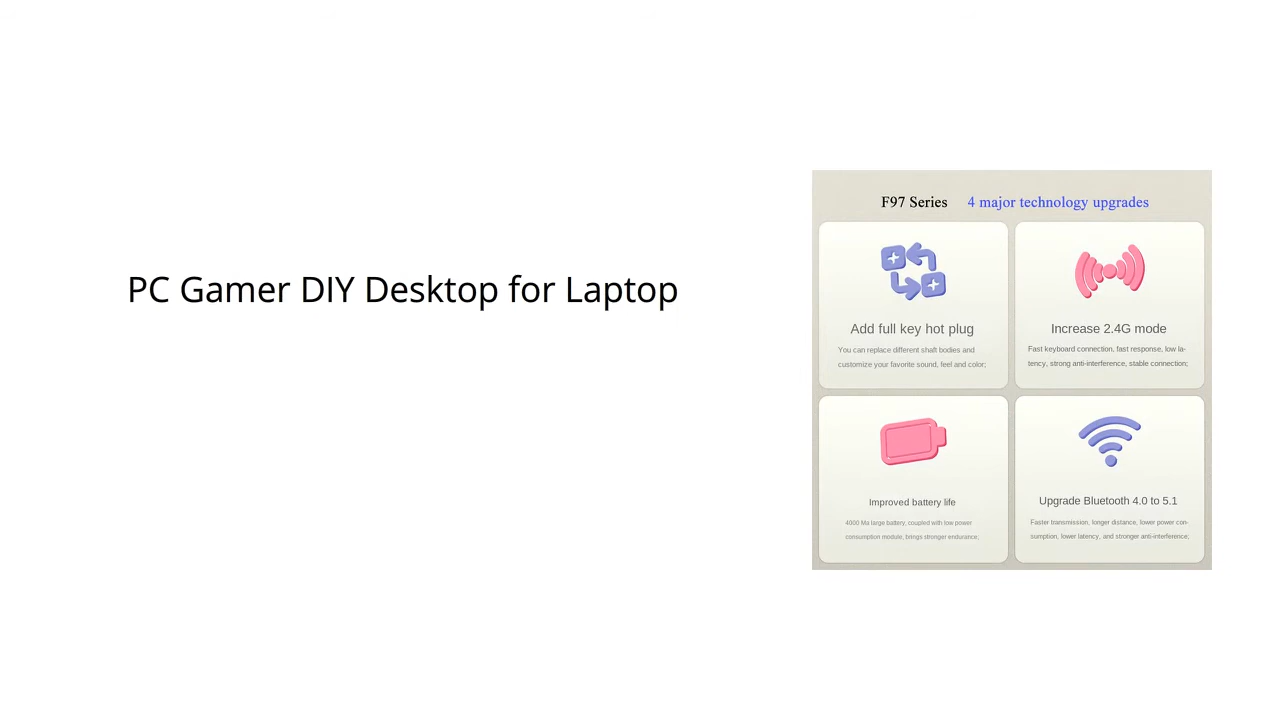 PC Gamer DIY Desktop for Laptop
F97 Series 4 major technology upgrades
Add full key hot plug
You can replace different shaft bodies and
customize your favorite sound, feel and color;
Increase 2.4G mode
Fast keyboard connection, fast response, low la-
tency, strong anti-interference, stable connection;
Improved battery life
4000 Ma large battery, coupled with low power
consumption module, brings stronger endurance;
Upgrade Bluetooth 4.0 to 5.1
Faster transmission, longer distance, lower power con-
sumption, lower latency, and stronger anti-interference;